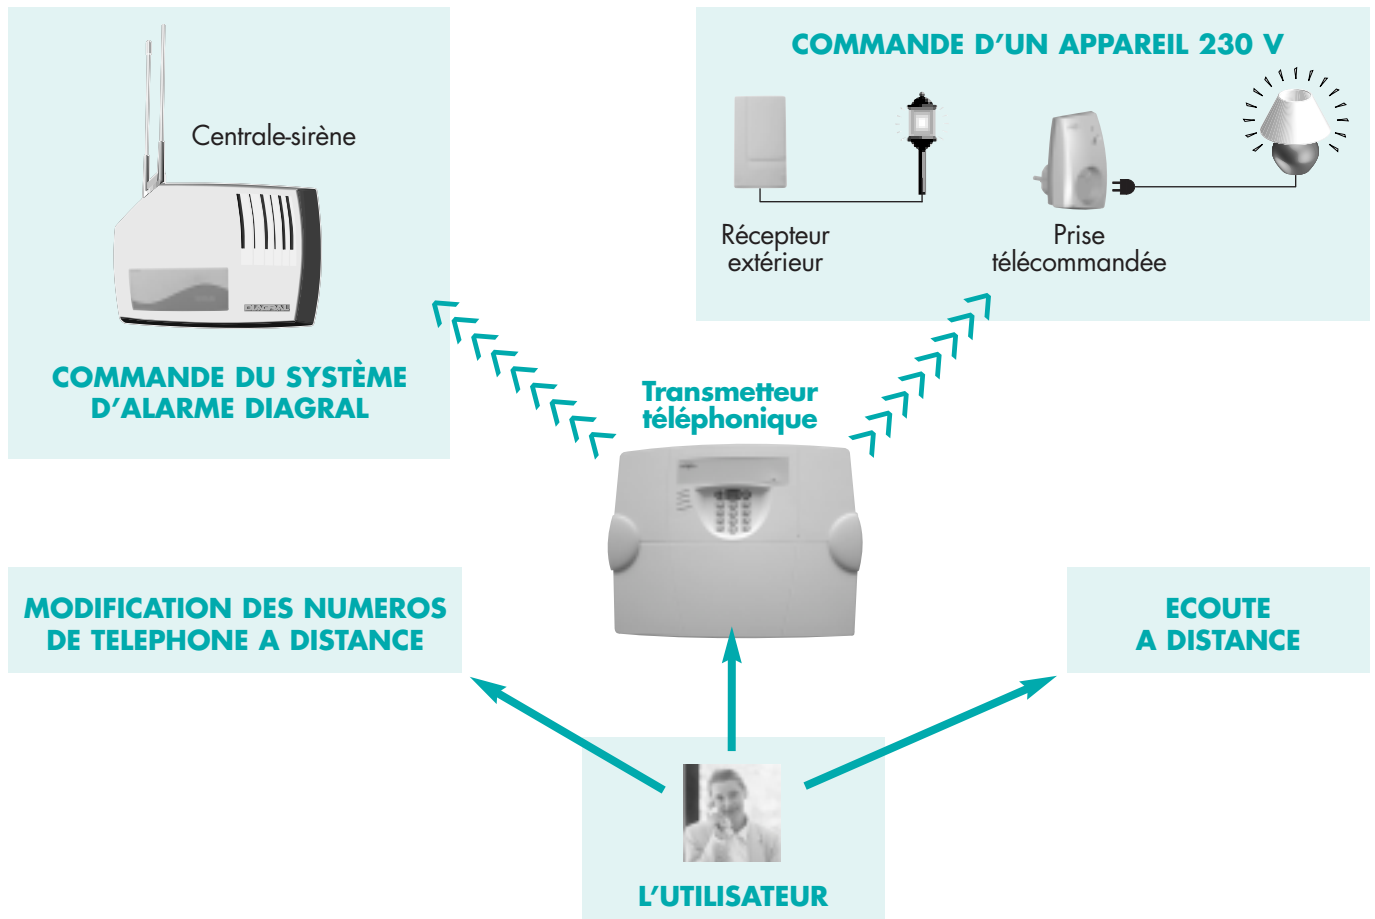 COMMANDE D'UN APPAREIL 230 V
Centrale-sirène
Récepteur
extérieur
Prise
télécommandée
DIAGRAL
COMMANDE DU SYSTÈME
D'ALARME DIAGRAL
Transmetteur
téléphonique
MODIFICATION DES NUMEROS
DE TELEPHONE A DISTANCE
ECOUTE
A DISTANCE
L'UTILISATEUR